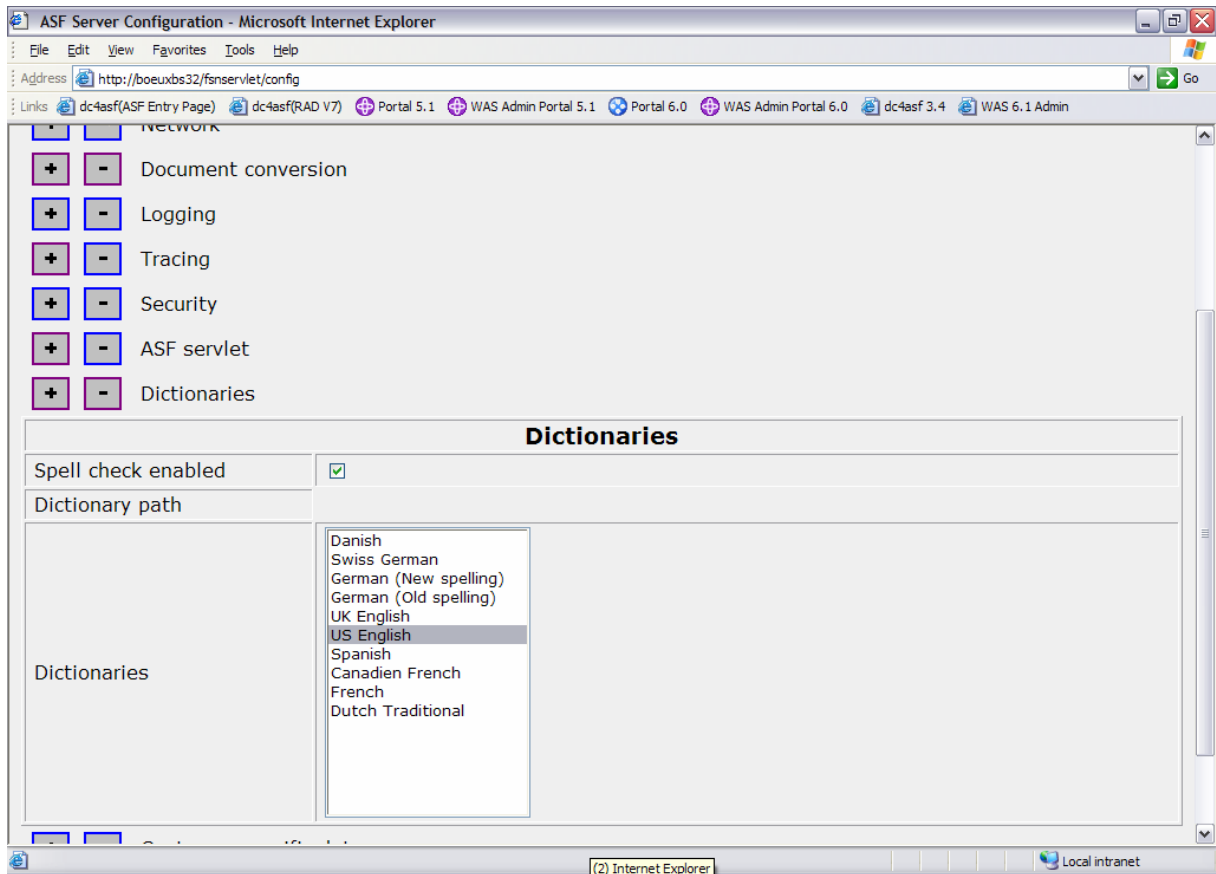 ASF Server Configuration - Microsoft Internet Explorer
File Edit View Favorites Tools Help
Address http://boeuxbs32/fsnservlet/config Go
Links dc4asf(ASF Entry Page) dc4asf(RAD V7) Portal 5.1 WAS Admin Portal 5.1 Portal 6.0 WAS Admin Portal 6.0 dc4asf 3.4 WAS 6.1 Admin
+ - Network
+ - Document conversion
+ - Logging
+ - Tracing
+ - Security
+ - ASF servlet
+ - Dictionaries
Dictionaries
Spell check enabled
Dictionary path
Dictionaries
Danish
Swiss German
German (New spelling)
German (Old spelling)
UK English
US English
Spanish
Canadien French
French
Dutch Traditional
(2) Internet Explorer
Local intranet